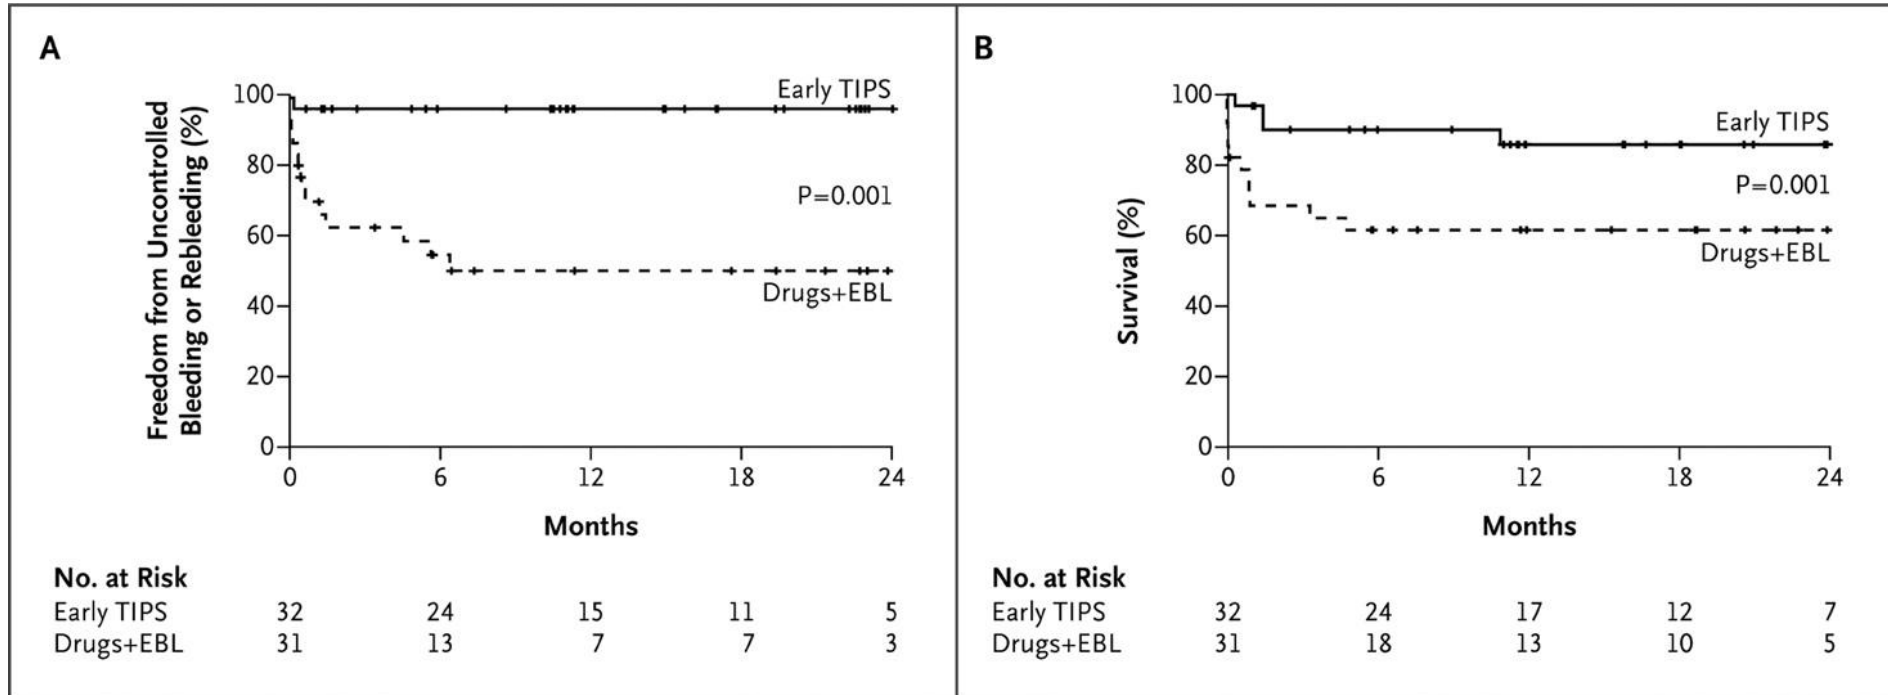 A
Freedom from Uncontrolled
Bleeding or Rebleeding (%)
100
80
60
40
20
0
Early TIPS
P=0.001
Drugs+EBL
0 6 12 18 24
Months
No. at Risk
Early TIPS 32 24 15 11 5
Drugs+EBL 31 13 7 7 3
B
Survival (%)
100
80
60
40
20
0
Early TIPS
P=0.001
Drugs+EBL
0 6 12 18 24
Months
No. at Risk
Early TIPS 32 24 17 12 7
Drugs+EBL 31 18 13 10 5